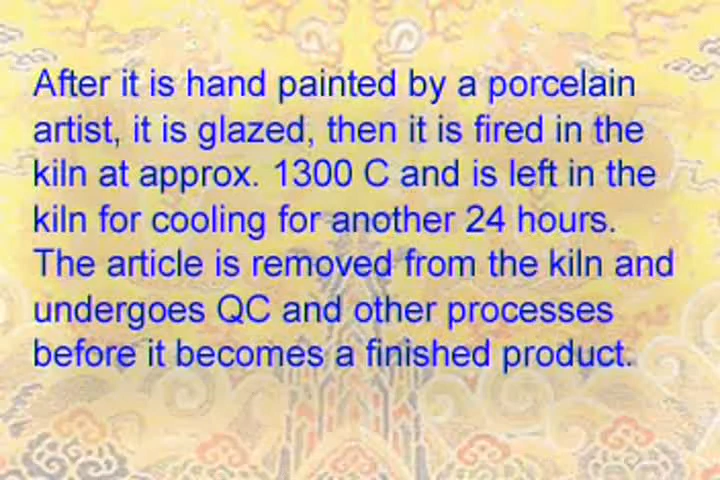 After it is hand painted by a porcelain
artist, it is glazed, then it is fired in the
kiln at approx. 1300 C and is left in the
kiln for cooling for another 24 hours.
The article is removed from the kiln and
undergoes QC and other processes
before it becomes a finished product.